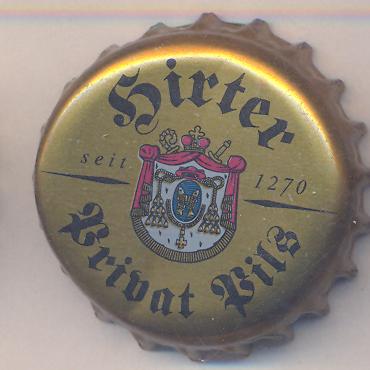 Hirter
seit 1270
Privat Pils